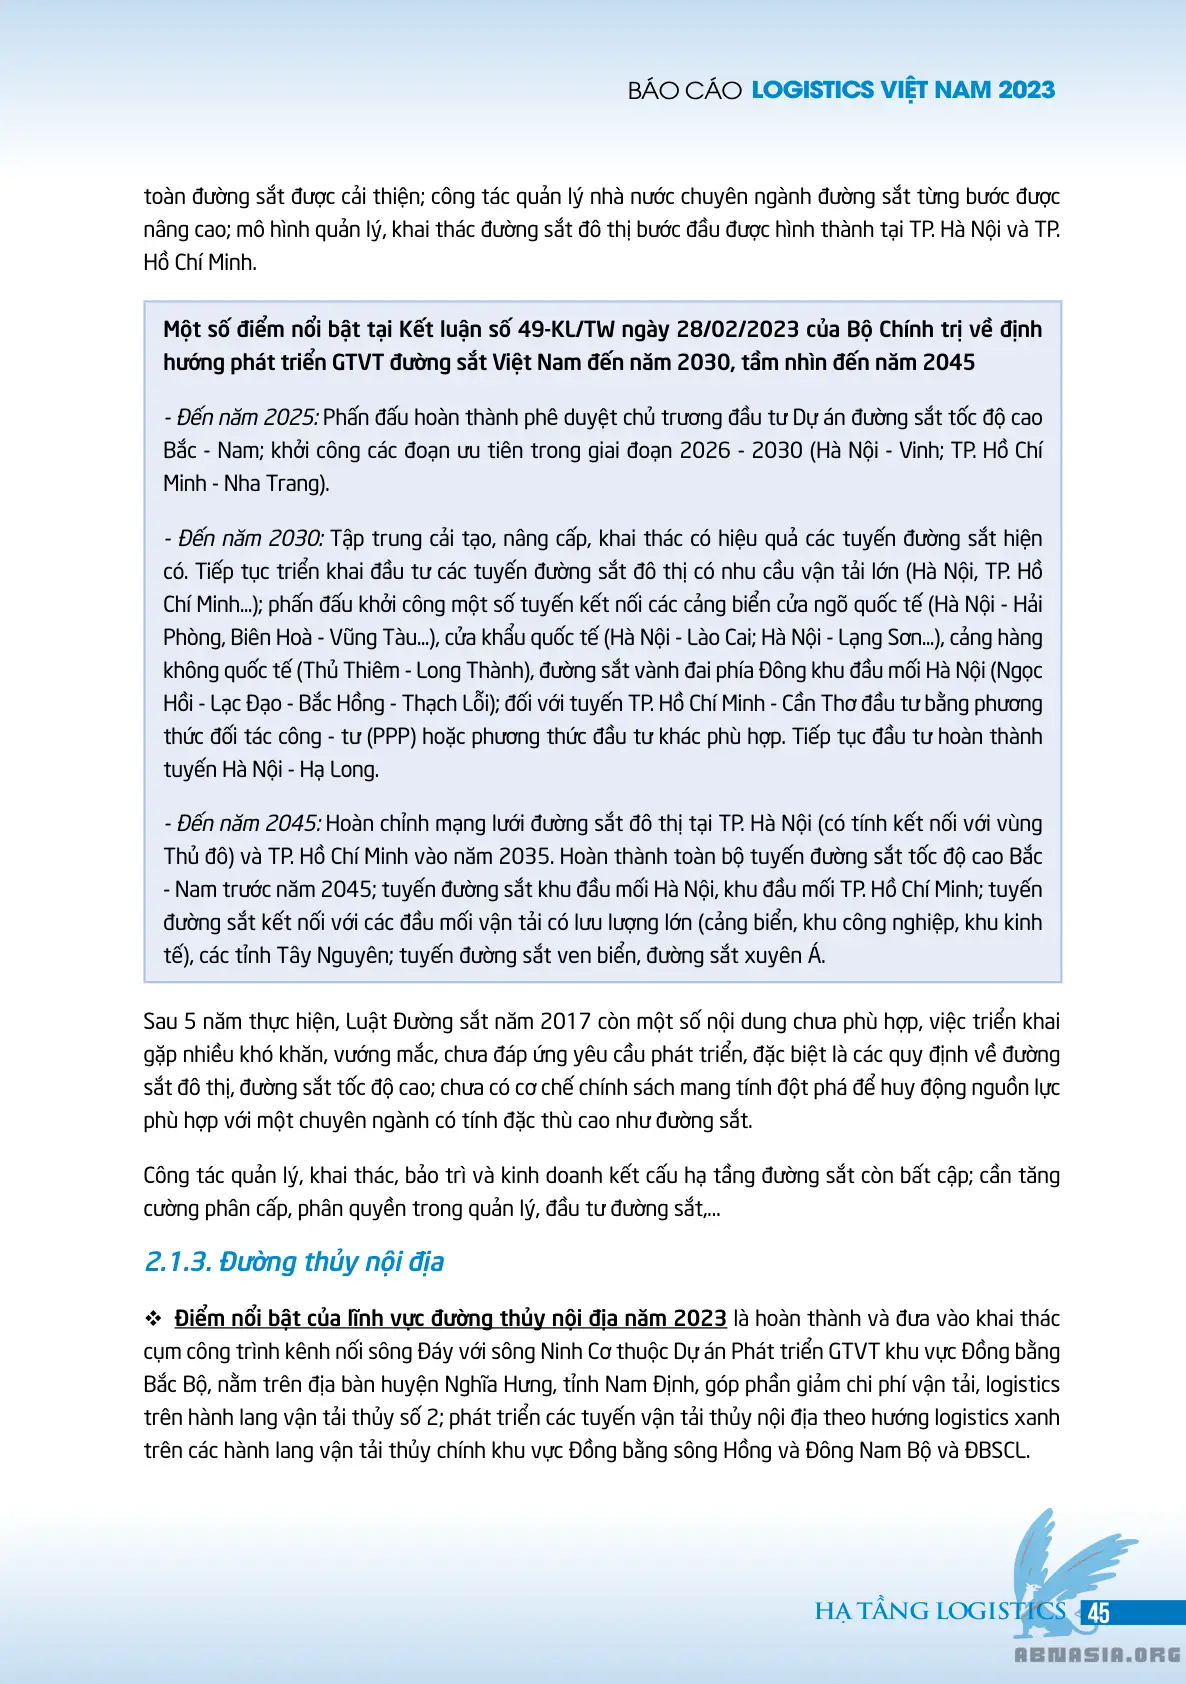 BÁO CÁO LOGISTICS VIỆT NAM 2023
toàn đường sắt được cải thiện; công tác quản lý nhà nước chuyên ngành đường sắt từng bước được
nâng cao; mô hình quản lý, khai thác đường sắt đô thị bước đầu được hình thành tại TP. Hà Nội và TP.
Hồ Chí Minh.
Một số điểm nổi bật tại Kết luận số 49-KL/TW ngày 28/02/2023 của Bộ Chính trị về định
hướng phát triển GTVT đường sắt Việt Nam đến năm 2030, tầm nhìn đến năm 2045
- Đến năm 2025: Phấn đấu hoàn thành phê duyệt chủ trương đầu tư Dự án đường sắt tốc độ cao
Bắc - Nam; khởi công các đoạn ưu tiên trong giai đoạn 2026 - 2030 (Hà Nội - Vinh; TP. Hồ Chí
Minh - Nha Trang).
- Đến năm 2030: Tập trung cải tạo, nâng cấp, khai thác có hiệu quả các tuyến đường sắt hiện
có. Tiếp tục triển khai đầu tư các tuyến đường sắt đô thị có nhu cầu vận tải lớn (Hà Nội, TP. Hồ
Chí Minh...); phấn đấu khởi công một số tuyến kết nối các cảng biển cửa ngõ quốc tế (Hà Nội - Hải
Phòng, Biên Hoà - Vũng Tàu...), cửa khẩu quốc tế (Hà Nội - Lào Cai; Hà Nội - Lạng Sơn...), cảng hàng
không quốc tế (Thủ Thiêm - Long Thành), đường sắt vành đai phía Đông khu đầu mối Hà Nội (Ngọc
Hồi - Lạc Đạo - Bắc Hồng - Thạch Lỗi); đối với tuyến TP. Hồ Chí Minh - Cần Thơ đầu tư bằng phương
thức đối tác công - tư (PPP) hoặc phương thức đầu tư khác phù hợp. Tiếp tục đầu tư hoàn thành
tuyến Hà Nội - Hạ Long.
- Đến năm 2045: Hoàn chỉnh mạng lưới đường sắt đô thị tại TP. Hà Nội (có tính kết nối với vùng
Thủ đô) và TP. Hồ Chí Minh vào năm 2035. Hoàn thành toàn bộ tuyến đường sắt tốc độ cao Bắc
- Nam trước năm 2045; tuyến đường sắt khu đầu mối Hà Nội, khu đầu mối TP. Hồ Chí Minh; tuyến
đường sắt kết nối với các đầu mối vận tải có lưu lượng lớn (cảng biển, khu công nghiệp, khu kinh
tế), các tỉnh Tây Nguyên; tuyến đường sắt ven biển, đường sắt xuyên Á.
Sau 5 năm thực hiện, Luật Đường sắt năm 2017 còn một số nội dung chưa phù hợp, việc triển khai
gặp nhiều khó khăn, vướng mắc, chưa đáp ứng yêu cầu phát triển, đặc biệt là các quy định về đường
sắt đô thị, đường sắt tốc độ cao; chưa có cơ chế chính sách mang tính đột phá để huy động nguồn lực
phù hợp với một chuyên ngành có tính đặc thù cao như đường sắt.
Công tác quản lý, khai thác, bảo trì và kinh doanh kết cấu hạ tầng đường sắt còn bất cập; cần tăng
cường phân cấp, phân quyền trong quản lý, đầu tư đường sắt,...
2.1.3. Đường thủy nội địa
❖ Điểm nổi bật của lĩnh vực đường thủy nội địa năm 2023 là hoàn thành và đưa vào khai thác
cụm công trình kênh nối sông Đáy với sông Ninh Cơ thuộc Dự án Phát triển GTVT khu vực Đồng bằng
Bắc Bộ, nằm trên địa bàn huyện Nghĩa Hưng, tỉnh Nam Định, góp phần giảm chi phí vận tải, logistics
trên hành lang vận tải thủy số 2; phát triển các tuyến vận tải thủy nội địa theo hướng logistics xanh
trên các hành lang vận tải thủy chính khu vực Đồng bằng sông Hồng và Đông Nam Bộ và ĐBSCL.
HẠ TẦNG LOGISTICS 45
ABNASIA.ORG